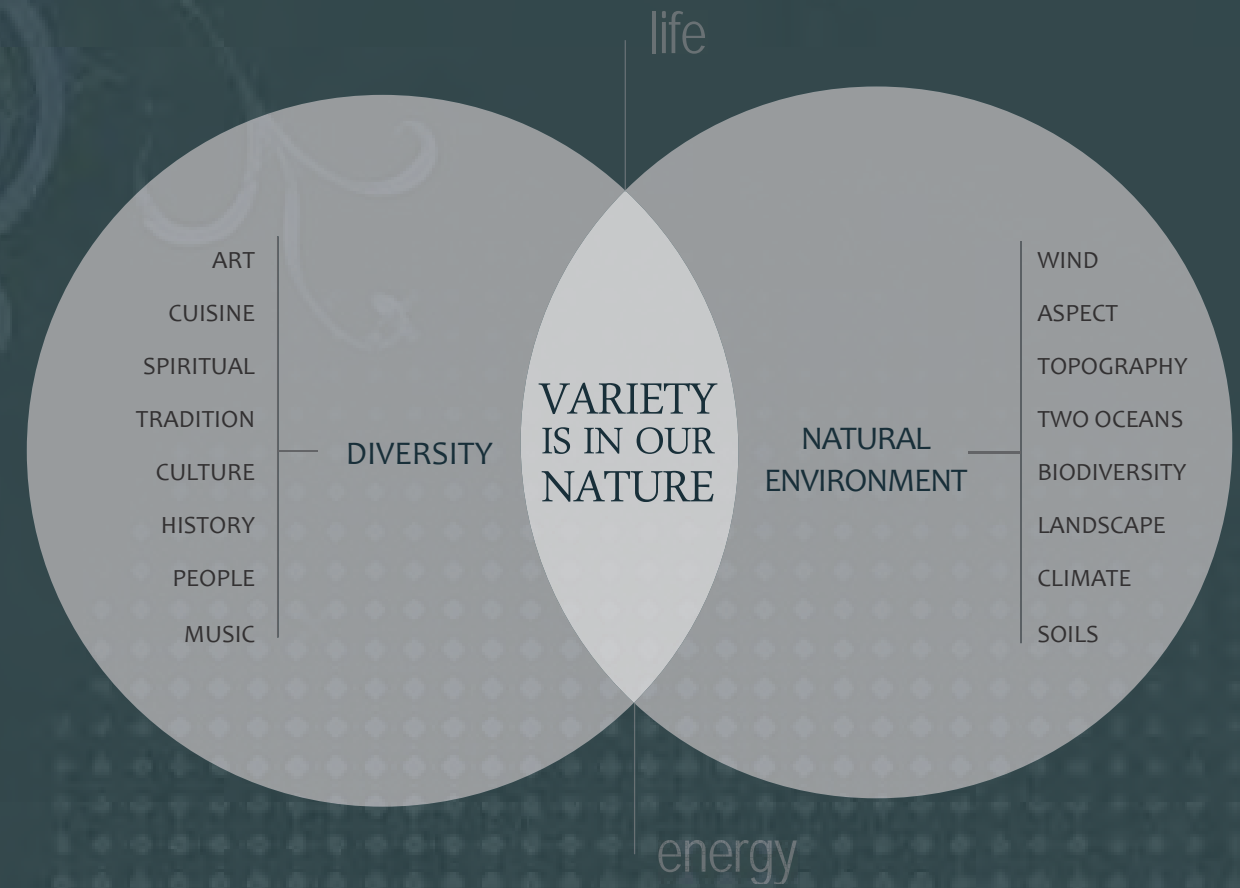 life
ART
CUISINE
SPIRITUAL
TRADITION
CULTURE
HISTORY
PEOPLE
MUSIC
DIVERSITY
VARIETY
IS IN OUR
NATURE
NATURAL
ENVIRONMENT
WIND
ASPECT
TOPOGRAPHY
TWO OCEANS
BIODIVERSITY
LANDSCAPE
CLIMATE
SOILS
energy